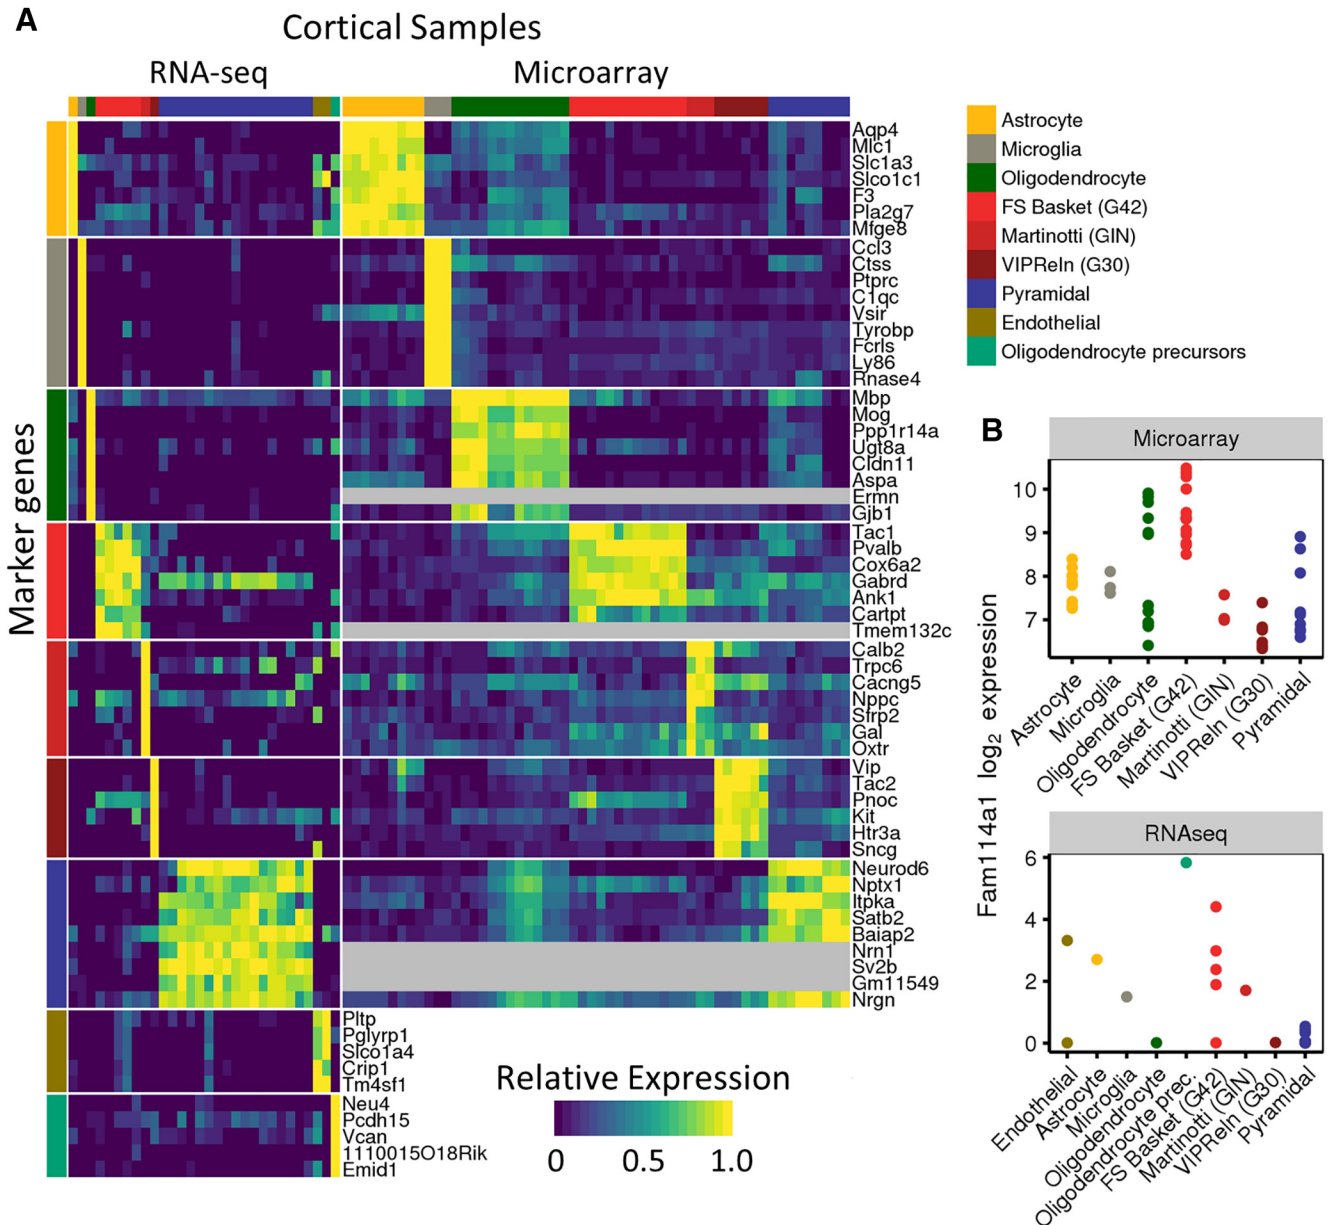 A
Cortical Samples
RNA-seq
Microarray
Marker genes
Aqp4
Mlc1
Slc1a3
Slco1c1
F3
Pla2g7
Mfge8
Ccl3
Ctss
Ptprc
C1qc
Vsir
Tyrobp
Fcrls
Ly86
Rnase4
Mbp
Mog
Ppp1r14a
Ugt8a
Cldn11
Aspa
Ermn
Gjb1
Tac1
Pvalb
Cox6a2
Gabrd
Ank1
Cartpt
Tmem132c
Calb2
Trpc6
Cacng5
Nppc
Sfrp2
Gal
Oxtr
Vip
Tac2
Pnoc
Kit
Htr3a
Sncg
Neurod6
Nptx1
Itpka
Satb2
Baiap2
Nrn1
Sv2b
Gm11549
Nrgn
Pltp
Pglyrp1
Slco1a4
Crip1
Tm4sf1
Neu4
Pcdh15
Vcan
1110015O18Rik
Emid1
Relative Expression
0 0.5 1.0
Astrocyte
Microglia
Oligodendrocyte
FS Basket (G42)
Martinotti (GIN)
VIPReln (G30)
Pyramidal
Endothelial
Oligodendrocyte precursors
B
Fam114a1 log2 expression
Microarray
10
9
8
7
Astrocyte
Microglia
Oligodendrocyte
FS Basket (G42)
Martinotti (GIN)
VIPReln (G30)
Pyramidal
RNAseq
6
4
2
0
Endothelial
Astrocyte
Microglia
Oligodendrocyte
Oligodendrocyte prec.
FS Basket (G42)
Martinotti (GIN)
VIPReln (G30)
Pyramidal